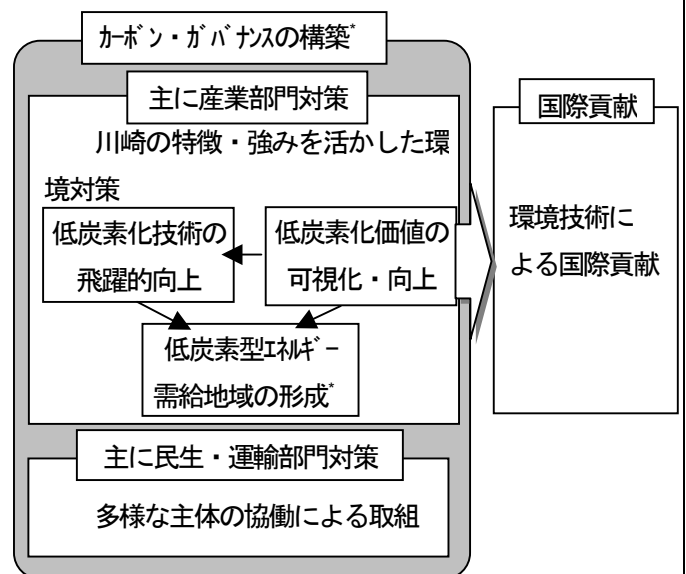 ｶｰﾎﾞﾝ・ｶﾞﾊﾞﾅﾝｽの構築*
主に産業部門対策
川崎の特徴・強みを活かした環
境対策
低炭素化技術の
飛躍的向上
低炭素化価値の
可視化・向上
低炭素型ｴﾈﾙｷﾞｰ
需給地域の形成*
主に民生・運輸部門対策
多様な主体の協働による取組
国際貢献
環境技術に
よる国際貢献